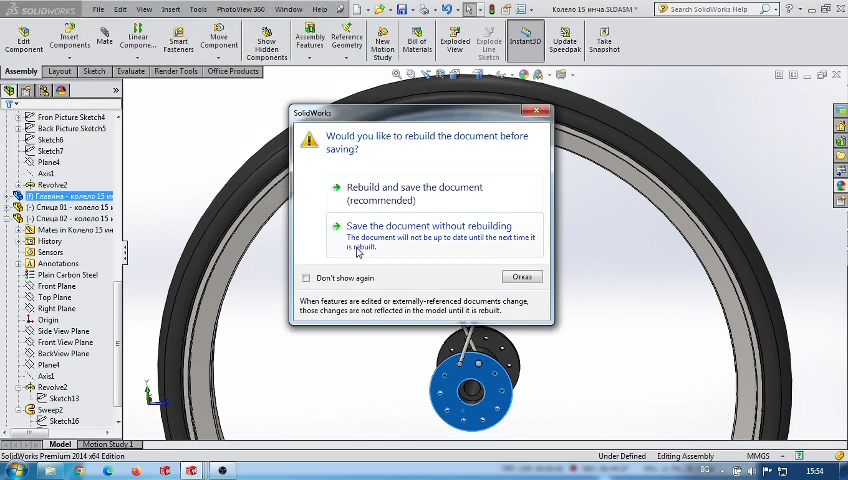 SOLIDWORKS
File Edit View Insert Tools PhotoView 360 Window Help
Колело 15 инча.SLDASM *
Search SolidWorks Help
Edit Component
Insert Components
Mate
Linear Compone...
Smart Fasteners
Move Component
Show Hidden Components
Assembly Features
Reference Geometry
New Motion Study
Bill of Materials
Exploded View
Explode Line Sketch
Instant3D
Update Speedpak
Take Snapshot
Assembly Layout Sketch Evaluate Render Tools Office Products
Fron Picture Sketch4
Back Picture Sketch5
Sketch6
Sketch7
Plane4
Axis1
Revolve2
(f) Главина - колело 15 инч
(-) Спица 01 - колело 15 и
(-) Спица 02 - колело 15 и
Mates in Колело 15 и
History
Sensors
Annotations
Plain Carbon Steel
Front Plane
Top Plane
Right Plane
Origin
Side View Plane
Front View Plane
BackView Plane
Plane4
Axis1
Revolve2
Sketch13
Sweep2
Sketch16
SolidWorks
Would you like to rebuild the document before
saving?
Rebuild and save the document
(recommended)
Save the document without rebuilding
The document will not be up to date until the next time it
is rebuilt.
Don't show again
Отказ
When features are edited or externally-referenced documents change,
those changes are not reflected in the model until it is rebuilt.
Y
Model Motion Study 1
SolidWorks Premium 2014 x64 Edition
Under Defined Editing Assembly MMGS
BG 15:54